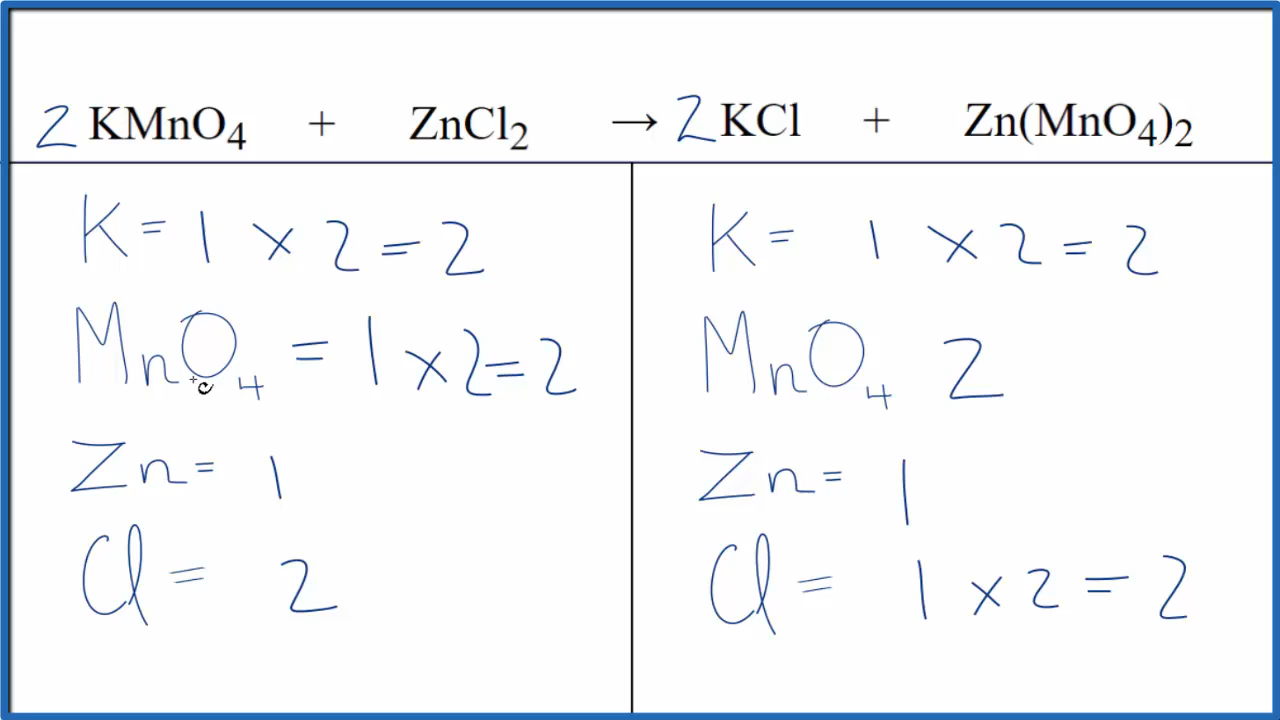 2 KMnO4 + ZnCl2 → 2 KCl + Zn(MnO4)2
K = 1 x 2 = 2
MnO4 = 1 x 2 = 2
Zn = 1
Cl = 2
K = 1 x 2 = 2
MnO4 2
Zn = 1
Cl = 1 x 2 = 2